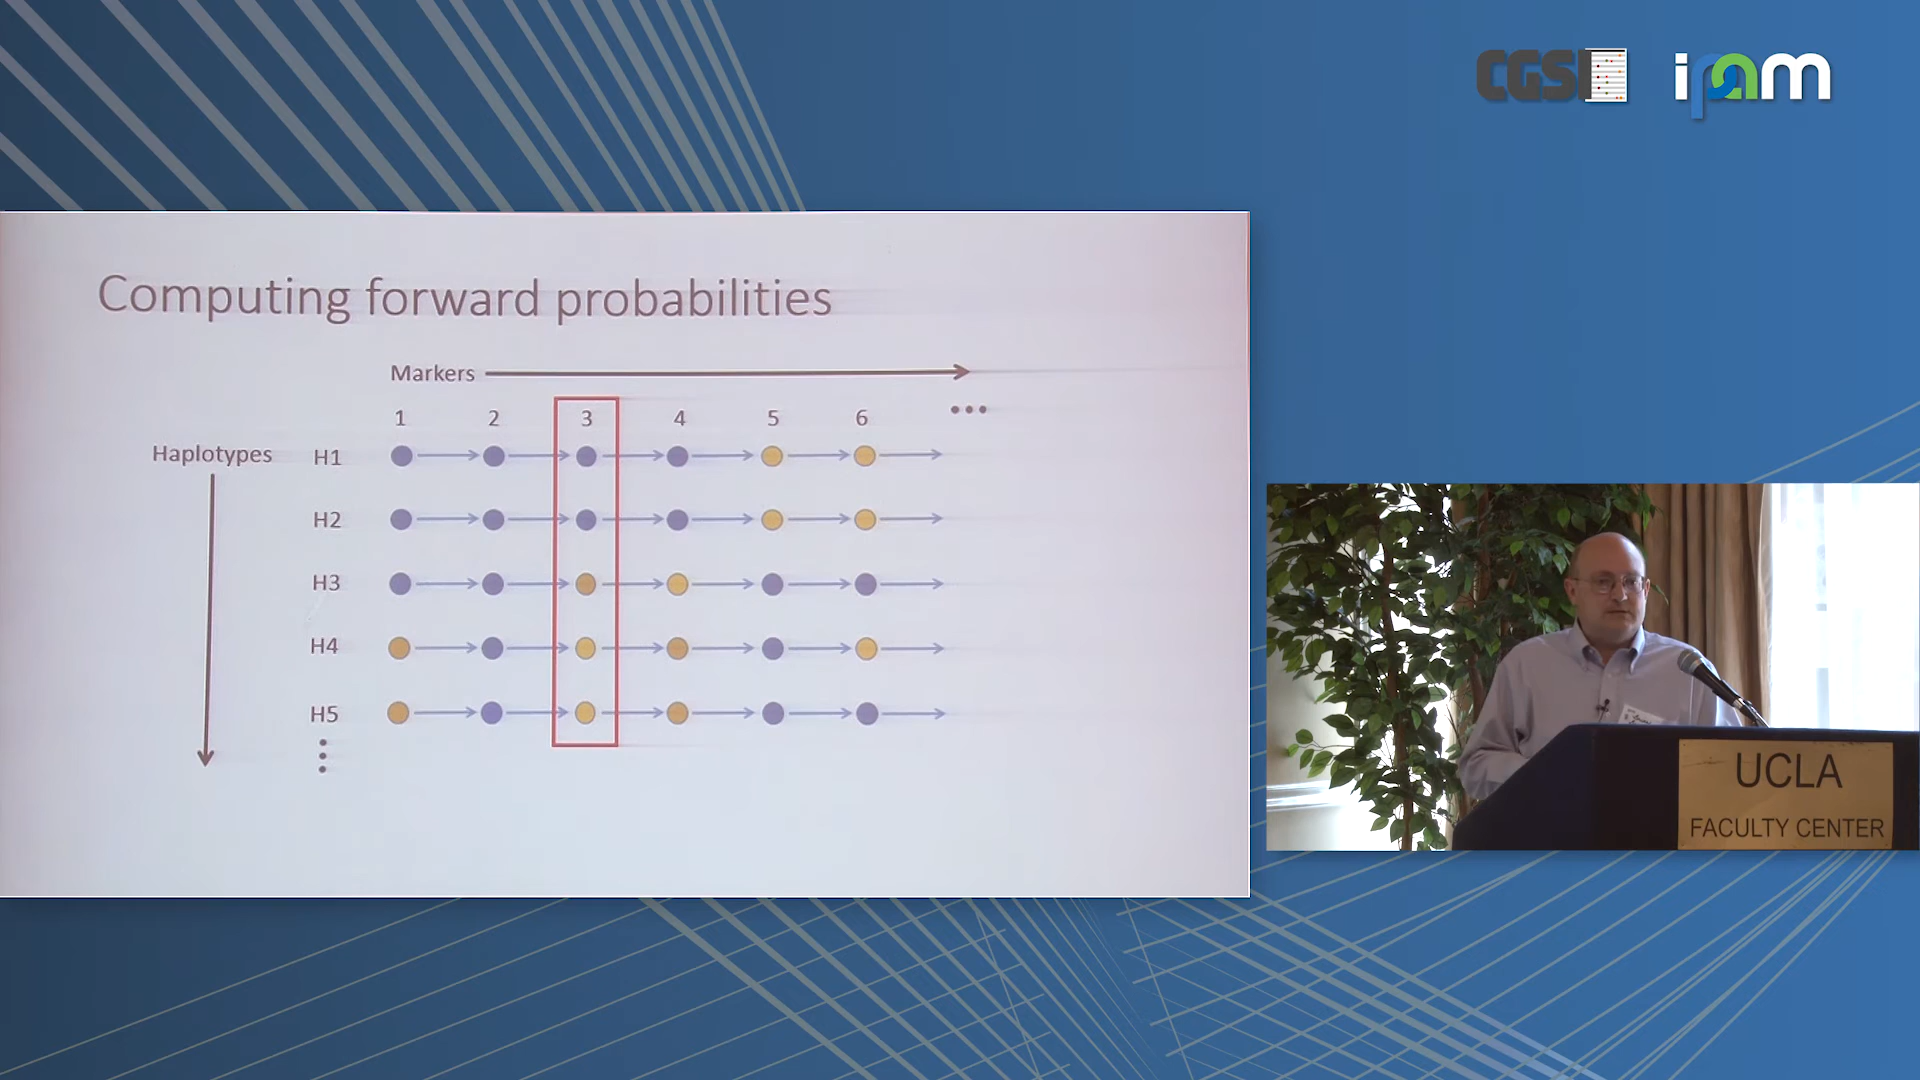 CGSI
ipam
Computing forward probabilities
Markers
1 2 3 4 5 6 •••
Haplotypes H1
H2
H3
H4
H5
UCLA
FACULTY CENTER